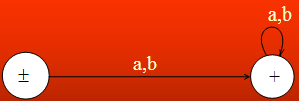 a,b
± a,b +